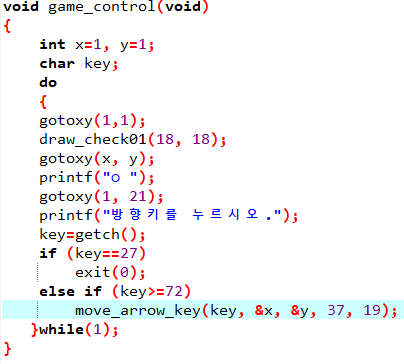 void game_control(void)
{
int x=1, y=1;
char key;
do
{
gotoxy(1,1);
draw_check01(18, 18);
gotoxy(x, y);
printf("ㅇ ");
gotoxy(1, 21);
printf("방향키를 누르시오.");
key=getch();
if (key==27)
exit(0);
else if (key>=72)
move_arrow_key(key, &x, &y, 37, 19);
}while(1);
}